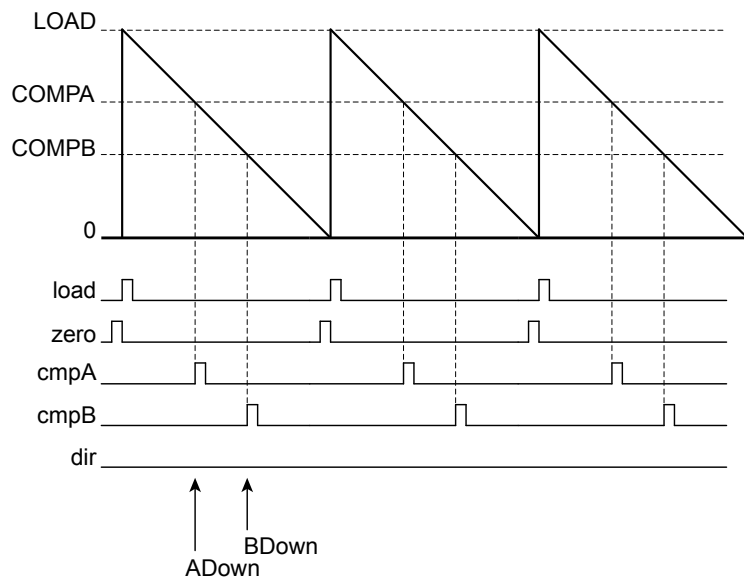 LOAD
COMPA
COMPB
0
load
zero
cmpA
cmpB
dir
BDown
ADown